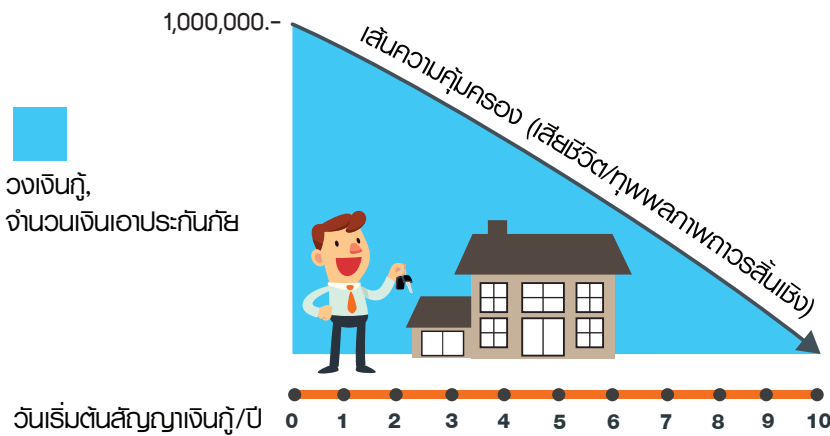 1,000,000.-
เส้นความคุ้มครอง (เสียชีวิต/ทุพพลภาพถาวรสิ้นเชิง)
วงเงินกู้,
จำนวนเงินเอาประกันภัย
วันเริ่มต้นสัญญาเงินกู้/ปี 0 1 2 3 4 5 6 7 8 9 10